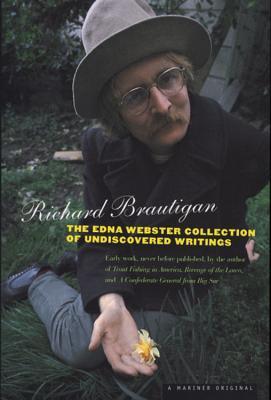 Richard Brautigan
THE EDNA WEBSTER COLLECTION
OF UNDISCOVERED WRITINGS
Early work, never before published, by the author
of Trout Fishing in America, Revenge of the Lawn,
and A Confederate General from Big Sur
A MARINER ORIGINAL